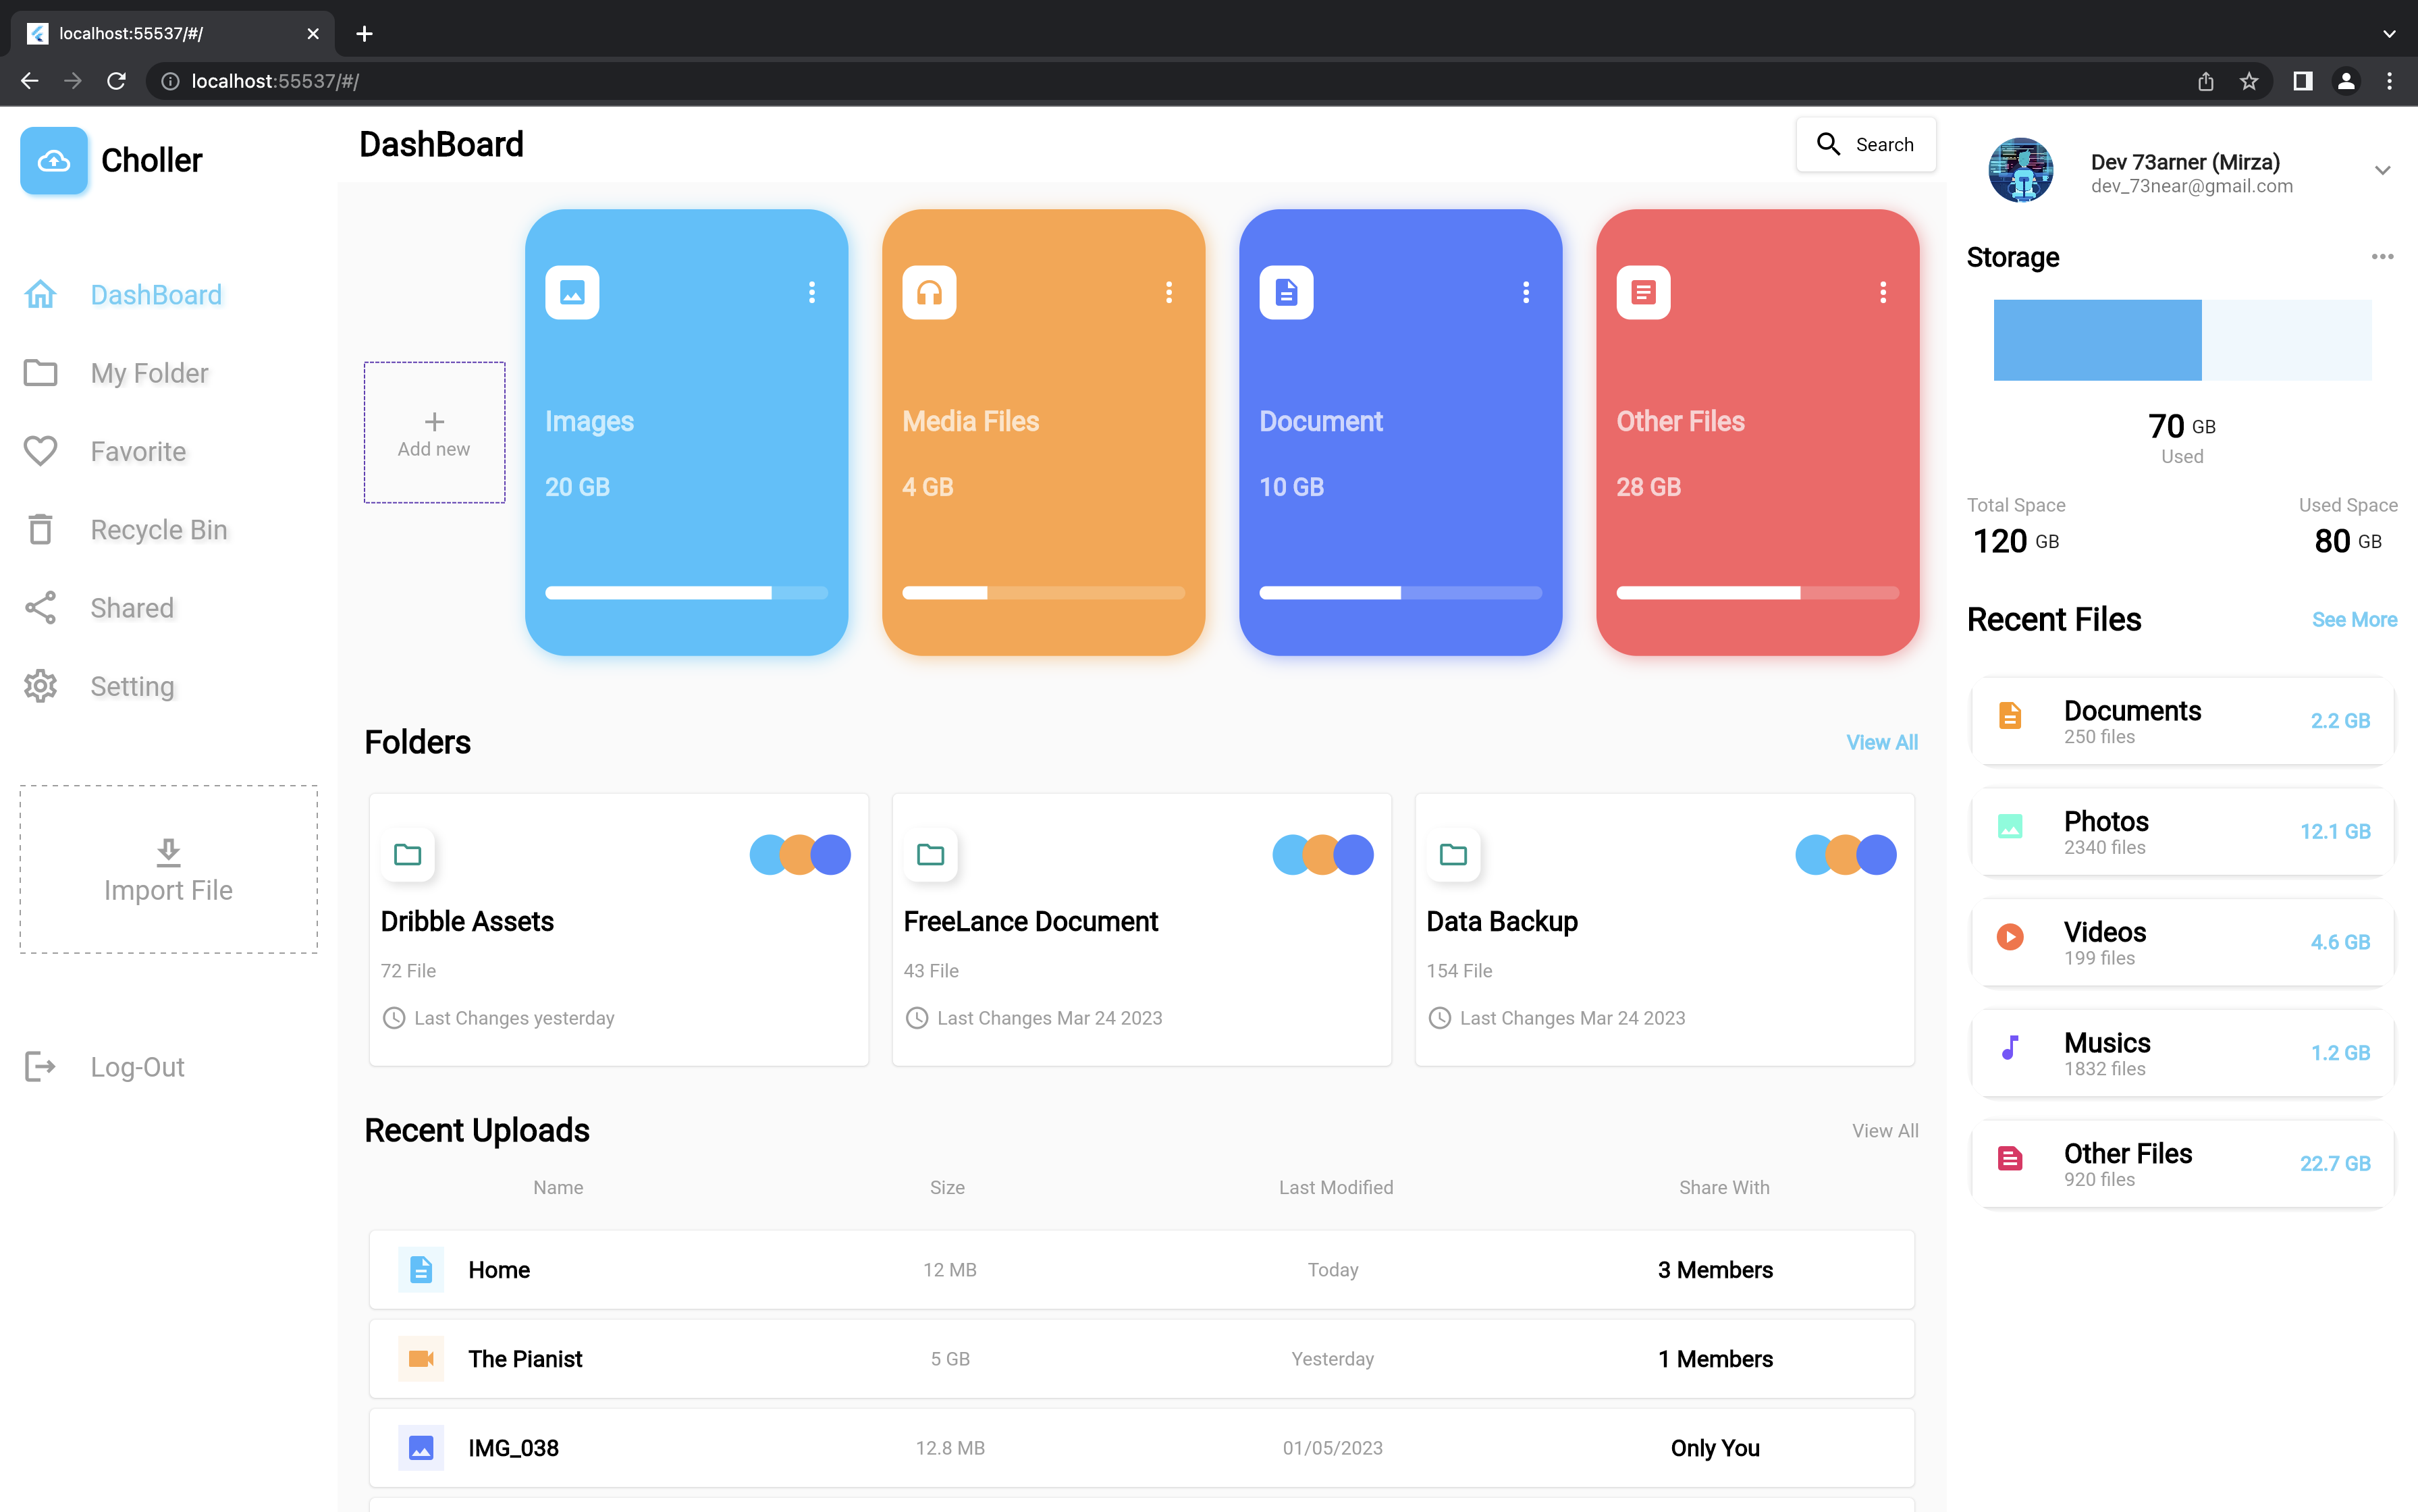 localhost:55537/#/
localhost:55537/#/
Choller
DashBoard
My Folder
Favorite
Recycle Bin
Shared
Setting
Import File
Log-Out
DashBoard
Search
Add new
Images
20 GB
Media Files
4 GB
Document
10 GB
Other Files
28 GB
Folders
View All
Dribble Assets
72 File
Last Changes yesterday
FreeLance Document
43 File
Last Changes Mar 24 2023
Data Backup
154 File
Last Changes Mar 24 2023
Recent Uploads
View All
Name Size Last Modified Share With
Home 12 MB Today 3 Members
The Pianist 5 GB Yesterday 1 Members
IMG_038 12.8 MB 01/05/2023 Only You
Dev 73arner (Mirza)
dev_73near@gmail.com
Storage
70 GB
Used
Total Space
120 GB
Used Space
80 GB
Recent Files
See More
Documents
250 files
2.2 GB
Photos
2340 files
12.1 GB
Videos
199 files
4.6 GB
Musics
1832 files
1.2 GB
Other Files
920 files
22.7 GB